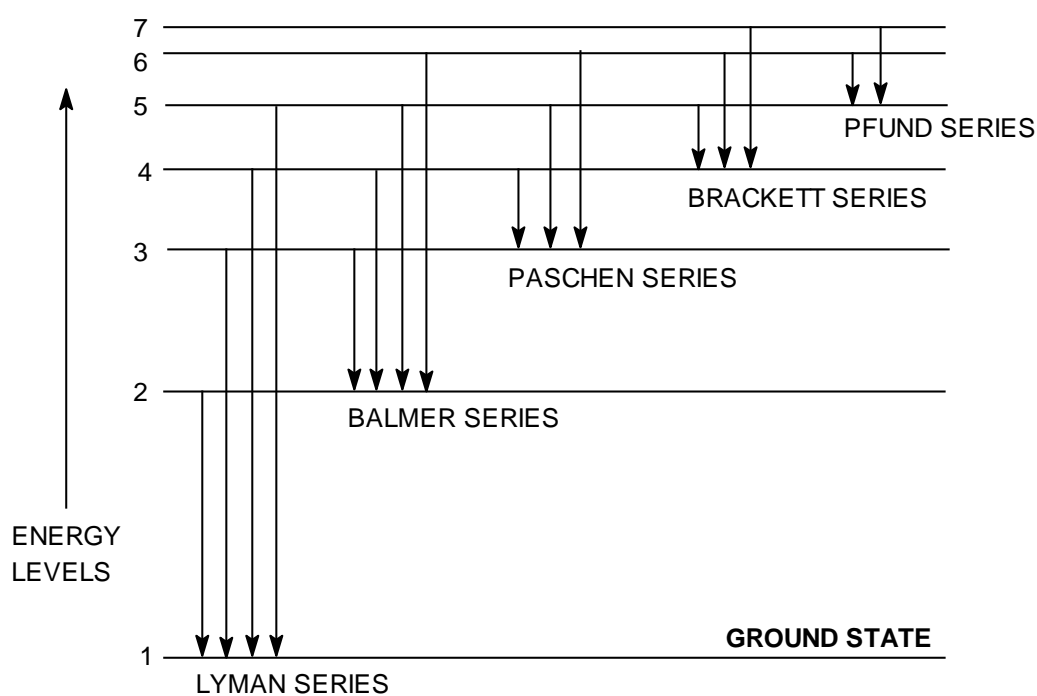 7
6
5
PFUND SERIES
4
BRACKETT SERIES
3
PASCHEN SERIES
2
BALMER SERIES
ENERGY
LEVELS
GROUND STATE
1
LYMAN SERIES